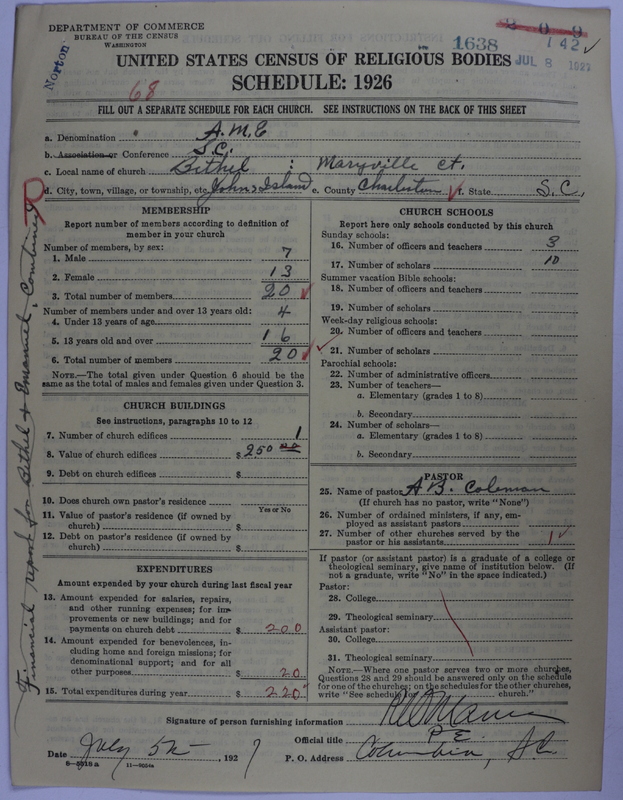 DEPARTMENT OF COMMERCE
BUREAU OF THE CENSUS
WASHINGTON
Norton
209
142
1638
JUL 8 1927
UNITED STATES CENSUS OF RELIGIOUS BODIES
SCHEDULE: 1926
68
FILL OUT A SEPARATE SCHEDULE FOR EACH CHURCH. SEE INSTRUCTIONS ON THE BACK OF THIS SHEET
a. Denomination A.M.E
b. Association or Conference S.C.
c. Local name of church Bethel : Maryville ct.
d. City, town, village, or township, etc. Johns Island e. County Charleston f. State S.C.
Financial report for Bethel & Emanuel, Combined
MEMBERSHIP
Report number of members according to definition of
member in your church
Number of members, by sex:
1. Male 7
2. Female 13
3. Total number of members 20
Number of members under and over 13 years old:
4. Under 13 years of age 4
5. 13 years old and over 16
6. Total number of members 20
NOTE.—The total given under Question 6 should be the
same as the total of males and females given under Question 3.
CHURCH BUILDINGS
See instructions, paragraphs 10 to 12
7. Number of church edifices 1
8. Value of church edifices $250
9. Debt on church edifices $
10. Does church own pastor's residence
Yes or No
11. Value of pastor's residence (if owned by
church) $
12. Debt on pastor's residence (if owned by
church) $
EXPENDITURES
Amount expended by your church during last fiscal year
13. Amount expended for salaries, repairs,
and other running expenses; for im-
provements or new buildings; and for
payments on church debt $ 200
14. Amount expended for benevolences, in-
cluding home and foreign missions; for
denominational support; and for all
other purposes $ 20
15. Total expenditures during year $ 220
CHURCH SCHOOLS
Report here only schools conducted by this church
Sunday schools:
16. Number of officers and teachers 3
17. Number of scholars 10
Summer vacation Bible schools:
18. Number of officers and teachers
19. Number of scholars
Week-day religious schools:
20. Number of officers and teachers
21. Number of scholars
Parochial schools:
22. Number of administrative officers
23. Number of teachers—
a. Elementary (grades 1 to 8)
b. Secondary
24. Number of scholars—
a. Elementary (grades 1 to 8)
b. Secondary
PASTOR
25. Name of pastor A B. Coleman
(If church has no pastor, write "None")
26. Number of ordained ministers, if any, em-
ployed as assistant pastors
27. Number of other churches served by the
pastor or his assistants 1
If pastor (or assistant pastor) is a graduate of a college or
theological seminary, give name of institution below. (If
not a graduate, write "No" in the space indicated.)
Pastor:
28. College
29. Theological seminary
Assistant pastor:
30. College
31. Theological seminary
NOTE.—Where one pastor serves two or more churches,
Questions 28 and 29 should be answered only on the schedule
for one of the churches; on the schedules for the other churches,
write "See schedule for church."
Signature of person furnishing information
Official title P E
Date July 5th, 1927 P. O. Address Columbia, S.C.
11—9054a